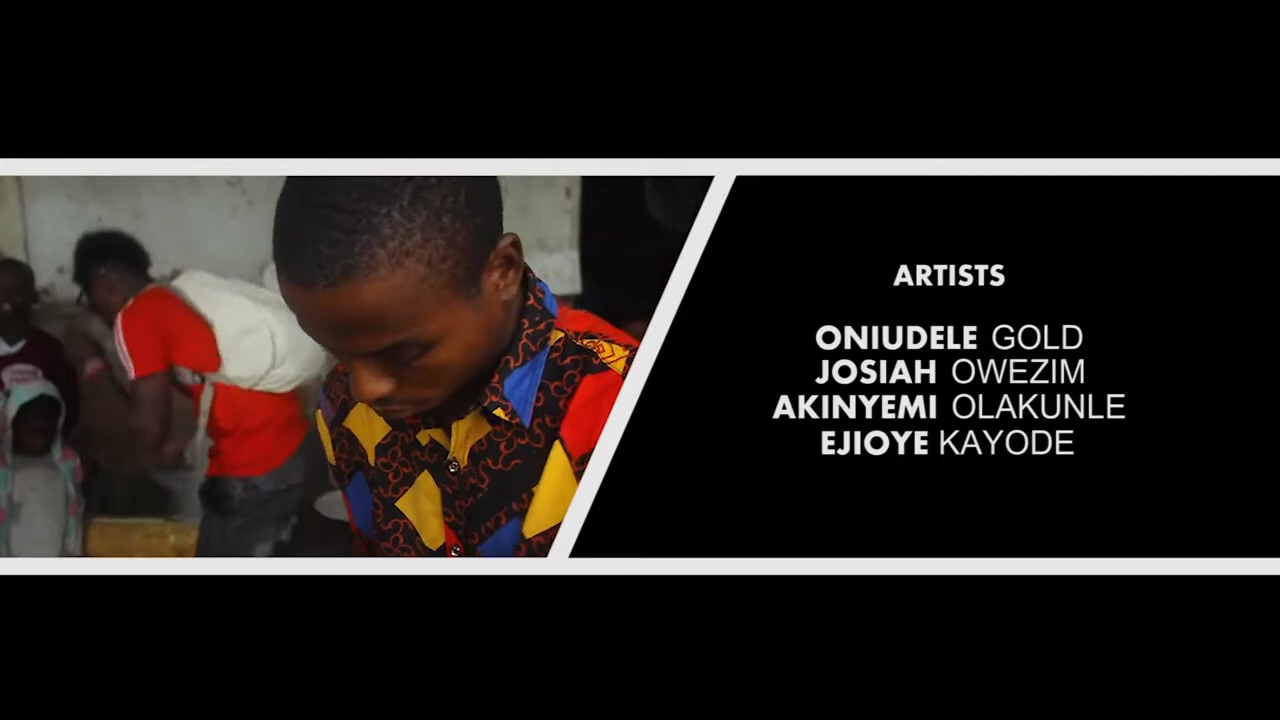 ARTISTS
ONIUDELE GOLD
JOSIAH OWEZIM
AKINYEMI OLAKUNLE
EJIOYE KAYODE